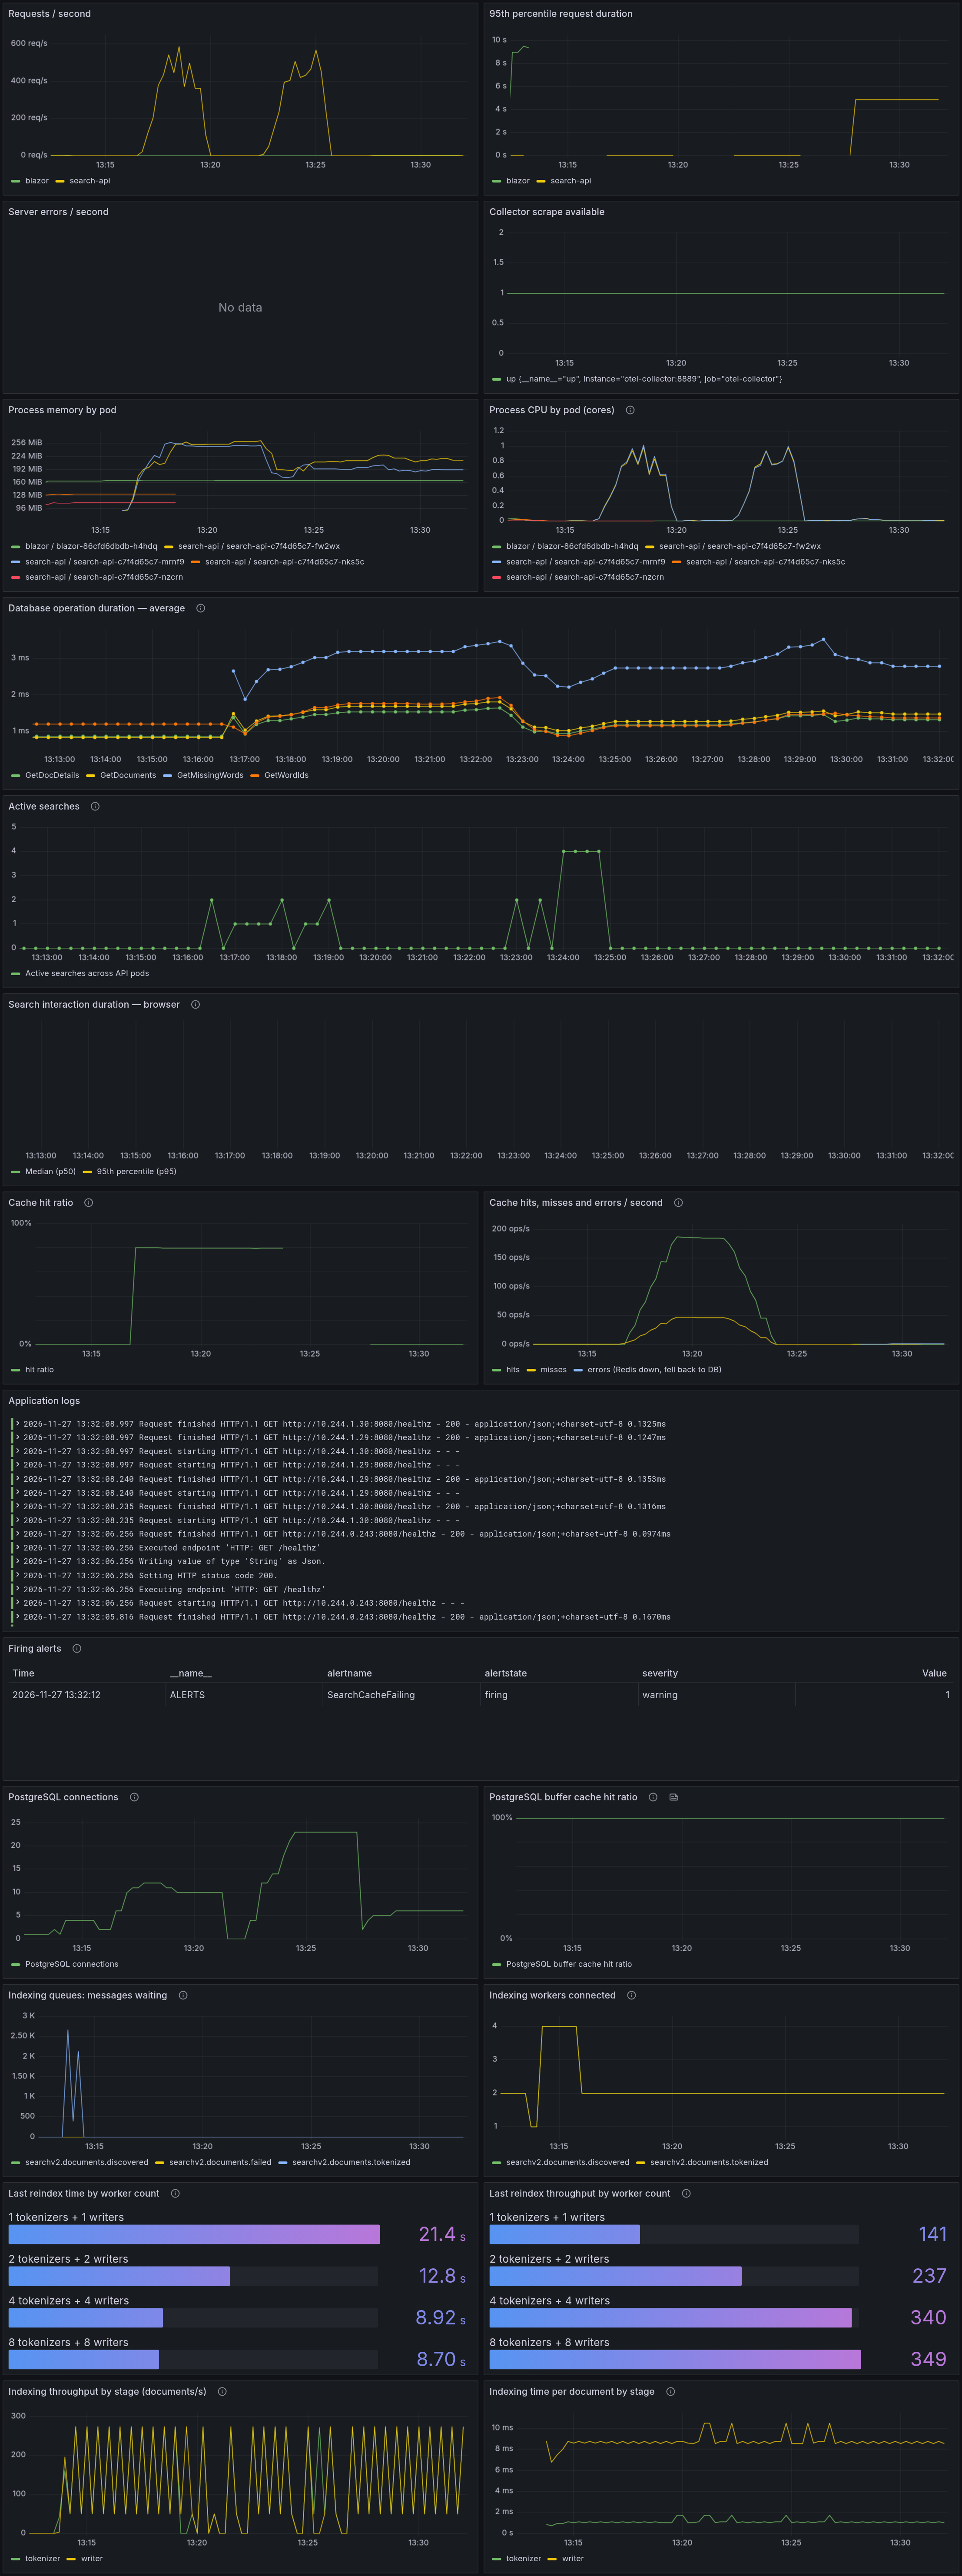 Requests / second
600 req/s
400 req/s
200 req/s
0 req/s
13:15 13:20 13:25 13:30
blazor search-api
95th percentile request duration
10 s
8 s
6 s
4 s
2 s
0 s
13:15 13:20 13:25 13:30
blazor search-api
Server errors / second
No data
Collector scrape available
2
1.5
1
0.5
0
13:15 13:20 13:25 13:30
up {__name__="up", instance="otel-collector:8889", job="otel-collector"}
Process memory by pod
256 MiB
224 MiB
192 MiB
160 MiB
128 MiB
96 MiB
13:15 13:20 13:25 13:30
blazor / blazor-86cfd6dbdb-h4hdq search-api / search-api-c7f4d65c7-fw2wx
search-api / search-api-c7f4d65c7-mrnf9 search-api / search-api-c7f4d65c7-nks5c
search-api / search-api-c7f4d65c7-nzcrn
Process CPU by pod (cores)
1.2
1
0.8
0.6
0.4
0.2
0
13:15 13:20 13:25 13:30
blazor / blazor-86cfd6dbdb-h4hdq search-api / search-api-c7f4d65c7-fw2wx
search-api / search-api-c7f4d65c7-mrnf9 search-api / search-api-c7f4d65c7-nks5c
search-api / search-api-c7f4d65c7-nzcrn
Database operation duration — average
3 ms
2 ms
1 ms
13:13:00 13:14:00 13:15:00 13:16:00 13:17:00 13:18:00 13:19:00 13:20:00 13:21:00 13:22:00 13:23:00 13:24:00 13:25:00 13:26:00 13:27:00 13:28:00 13:29:00 13:30:00 13:31:00 13:32:00
GetDocDetails GetDocuments GetMissingWords GetWordIds
Active searches
5
4
3
2
1
0
13:13:00 13:14:00 13:15:00 13:16:00 13:17:00 13:18:00 13:19:00 13:20:00 13:21:00 13:22:00 13:23:00 13:24:00 13:25:00 13:26:00 13:27:00 13:28:00 13:29:00 13:30:00 13:31:00 13:32:00
Active searches across API pods
Search interaction duration — browser
13:13:00 13:14:00 13:15:00 13:16:00 13:17:00 13:18:00 13:19:00 13:20:00 13:21:00 13:22:00 13:23:00 13:24:00 13:25:00 13:26:00 13:27:00 13:28:00 13:29:00 13:30:00 13:31:00 13:32:00
Median (p50) 95th percentile (p95)
Cache hit ratio
100%
0%
13:15 13:20 13:25 13:30
hit ratio
Cache hits, misses and errors / second
200 ops/s
150 ops/s
100 ops/s
50 ops/s
0 ops/s
13:15 13:20 13:25 13:30
hits misses errors (Redis down, fell back to DB)
Application logs
2026-11-27 13:32:08.997 Request finished HTTP/1.1 GET http://10.244.1.30:8080/healthz - 200 - application/json;+charset=utf-8 0.1325ms
2026-11-27 13:32:08.997 Request finished HTTP/1.1 GET http://10.244.1.29:8080/healthz - 200 - application/json;+charset=utf-8 0.1247ms
2026-11-27 13:32:08.997 Request starting HTTP/1.1 GET http://10.244.1.30:8080/healthz - - -
2026-11-27 13:32:08.997 Request starting HTTP/1.1 GET http://10.244.1.29:8080/healthz - - -
2026-11-27 13:32:08.240 Request finished HTTP/1.1 GET http://10.244.1.29:8080/healthz - 200 - application/json;+charset=utf-8 0.1353ms
2026-11-27 13:32:08.240 Request starting HTTP/1.1 GET http://10.244.1.29:8080/healthz - - -
2026-11-27 13:32:08.235 Request finished HTTP/1.1 GET http://10.244.1.30:8080/healthz - 200 - application/json;+charset=utf-8 0.1316ms
2026-11-27 13:32:08.235 Request starting HTTP/1.1 GET http://10.244.1.30:8080/healthz - - -
2026-11-27 13:32:06.256 Request finished HTTP/1.1 GET http://10.244.0.243:8080/healthz - 200 - application/json;+charset=utf-8 0.0974ms
2026-11-27 13:32:06.256 Executed endpoint 'HTTP: GET /healthz'
2026-11-27 13:32:06.256 Writing value of type 'String' as Json.
2026-11-27 13:32:06.256 Setting HTTP status code 200.
2026-11-27 13:32:06.256 Executing endpoint 'HTTP: GET /healthz'
2026-11-27 13:32:06.256 Request starting HTTP/1.1 GET http://10.244.0.243:8080/healthz - - -
2026-11-27 13:32:05.816 Request finished HTTP/1.1 GET http://10.244.0.243:8080/healthz - 200 - application/json;+charset=utf-8 0.1670ms
Firing alerts
Time __name__ alertname alertstate severity Value
2026-11-27 13:32:12 ALERTS SearchCacheFailing firing warning 1
PostgreSQL connections
25
20
15
10
5
0
13:15 13:20 13:25 13:30
PostgreSQL connections
PostgreSQL buffer cache hit ratio
100%
0%
13:15 13:20 13:25 13:30
PostgreSQL buffer cache hit ratio
Indexing queues: messages waiting
3 K
2.50 K
2 K
1.50 K
1 K
500
0
13:15 13:20 13:25 13:30
searchv2.documents.discovered searchv2.documents.failed searchv2.documents.tokenized
Indexing workers connected
4
3
2
1
13:15 13:20 13:25 13:30
searchv2.documents.discovered searchv2.documents.tokenized
Last reindex time by worker count
1 tokenizers + 1 writers
21.4 s
2 tokenizers + 2 writers
12.8 s
4 tokenizers + 4 writers
8.92 s
8 tokenizers + 8 writers
8.70 s
Last reindex throughput by worker count
1 tokenizers + 1 writers
141
2 tokenizers + 2 writers
237
4 tokenizers + 4 writers
340
8 tokenizers + 8 writers
349
Indexing throughput by stage (documents/s)
300
200
100
0
13:15 13:20 13:25 13:30
tokenizer writer
Indexing time per document by stage
10 ms
8 ms
6 ms
4 ms
2 ms
0 s
13:15 13:20 13:25 13:30
tokenizer writer